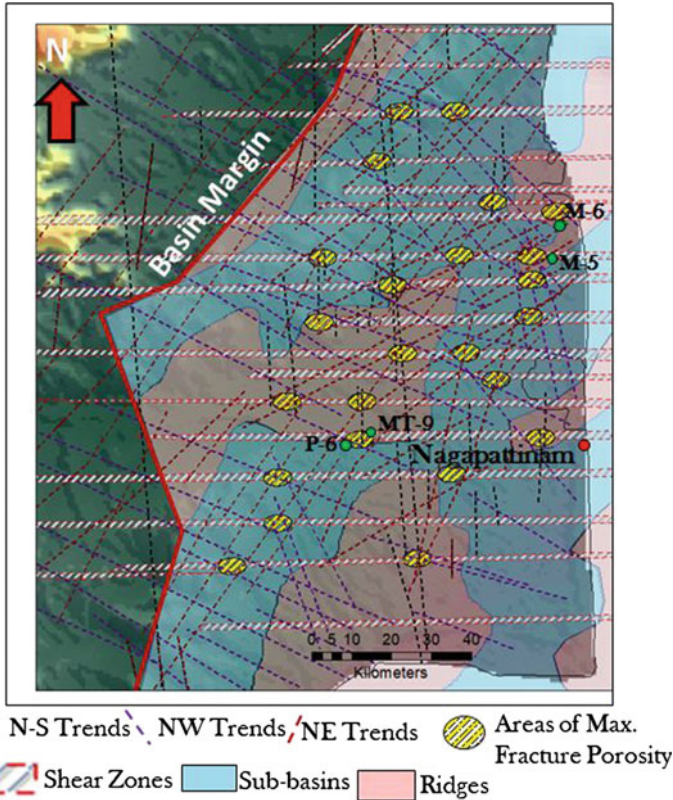 N
Basin Margin
M-6
M-5
MT-9
P-6
Nagapattinam
0 5 10 20 30 40
Kilometers
N-S Trends NW Trends NE Trends
Areas of Max.
Fracture Porosity
Shear Zones Sub-basins Ridges